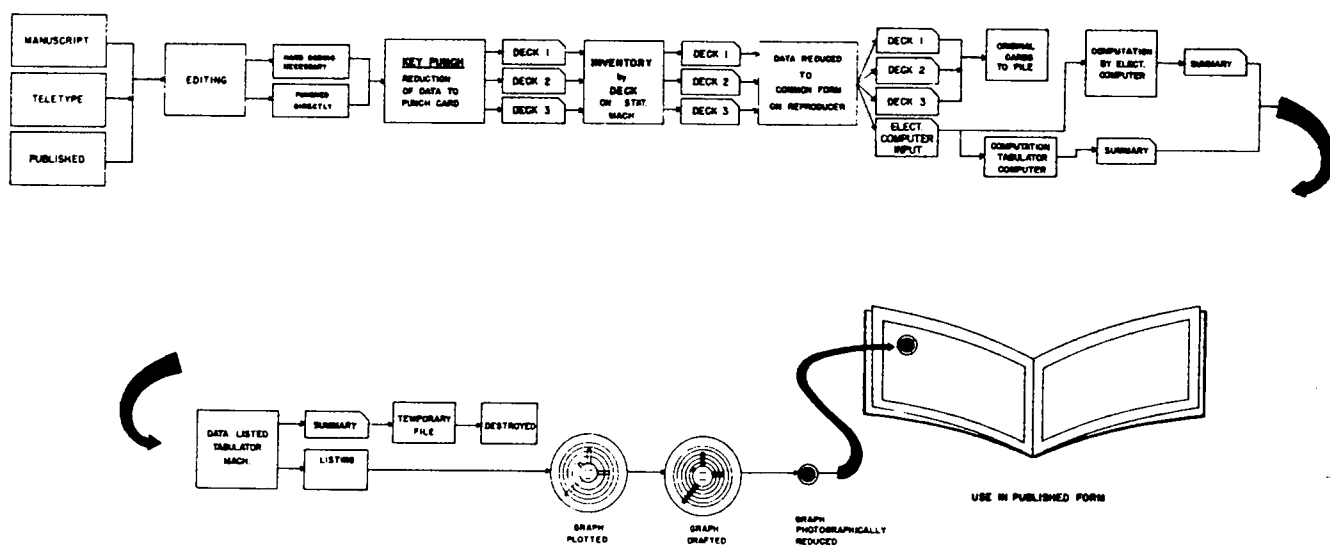 MANUSCRIPT
TELETYPE
PUBLISHED
EDITING
HAND CODING
NECESSARY
PUNCHED
DIRECTLY
KEY PUNCH
REDUCTION
OF DATA TO
PUNCH CARD
DECK 1
DECK 2
DECK 3
INVENTORY
by
DECK
ON STAT.
MACH
DECK 1
DECK 2
DECK 3
DATA REDUCED
TO
COMMON FORM
ON REPRODUCER
DECK 1
DECK 2
DECK 3
ELECT.
COMPUTER
INPUT
ORIGINAL
CARDS
TO FILE
COMPUTATION
TABULATOR
COMPUTER
COMPUTATION
BY ELECT.
COMPUTER
SUMMARY
SUMMARY
DATA LISTED
TABULATOR
MACH.
SUMMARY
LISTING
TEMPORARY
FILE
DESTROYED
GRAPH
PLOTTED
GRAPH
DRAFTED
GRAPH
PHOTOGRAPHICALLY
REDUCED
USE IN PUBLISHED FORM